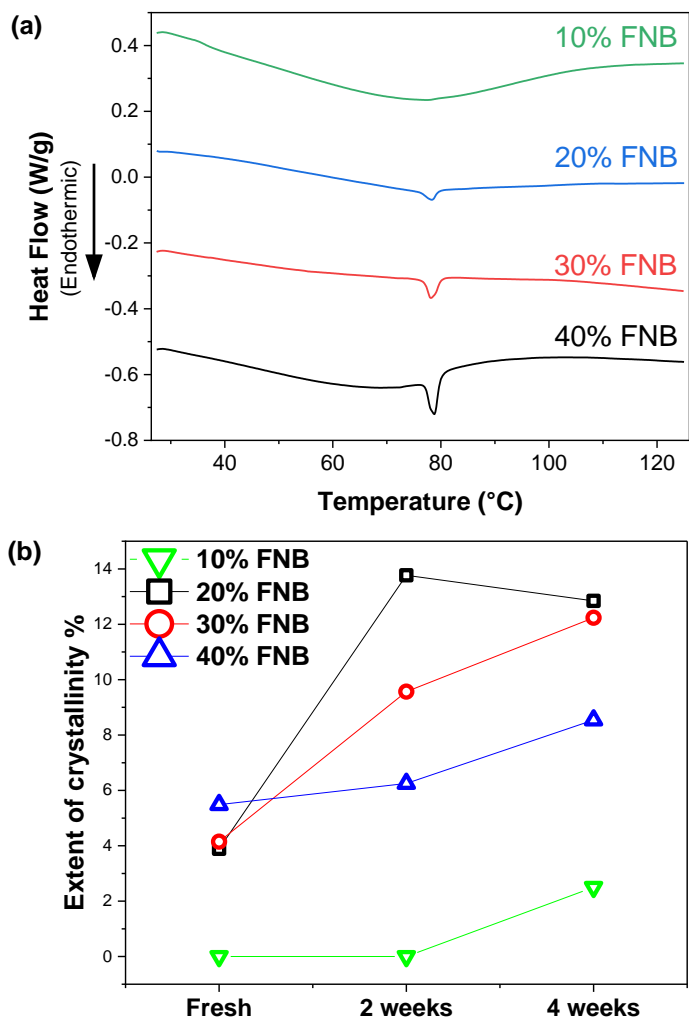 (a)
0.4
0.2
0.0
-0.2
-0.4
-0.6
-0.8
Heat Flow (W/g)
(Endothermic)
10% FNB
20% FNB
30% FNB
40% FNB
40
60
80
100
120
Temperature (°C)
(b)
10% FNB
20% FNB
30% FNB
40% FNB
14
12
10
8
6
4
2
0
Extent of crystallinity %
Fresh
2 weeks
4 weeks